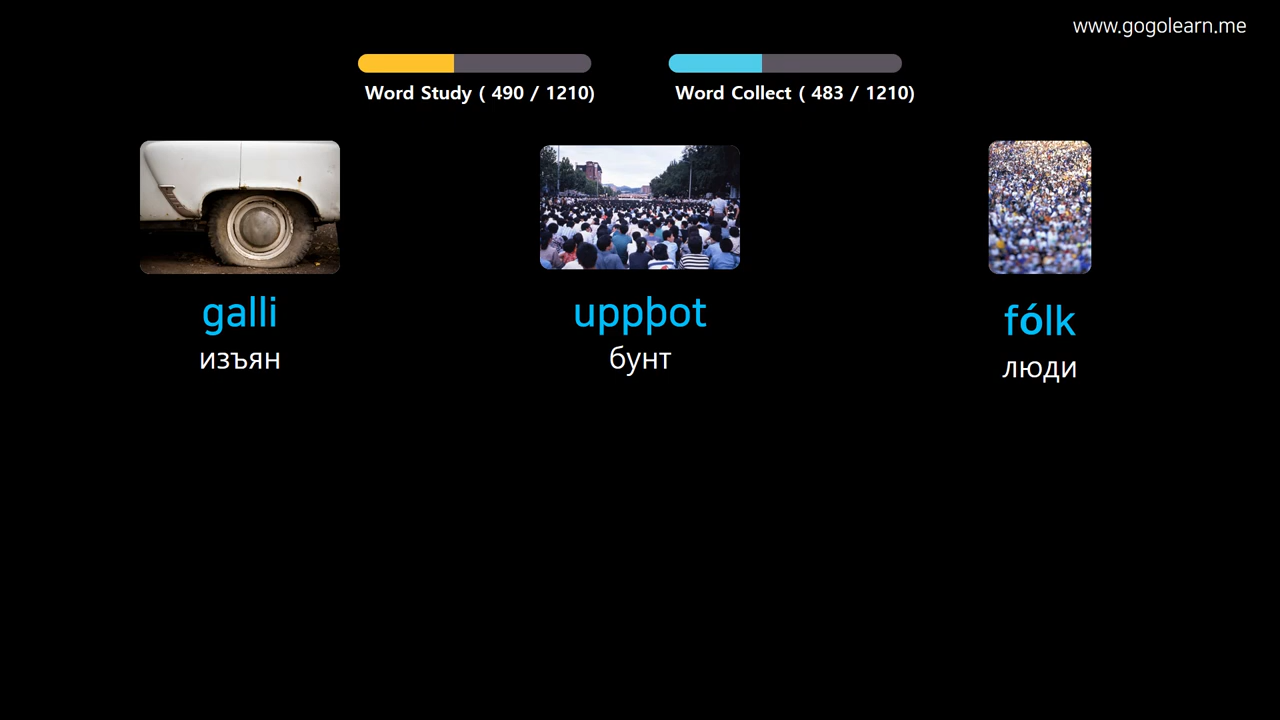 www.gogolearn.me
Word Study ( 490 / 1210)
Word Collect ( 483 / 1210)
galli
изъян
uppþot
бунт
fólk
люди